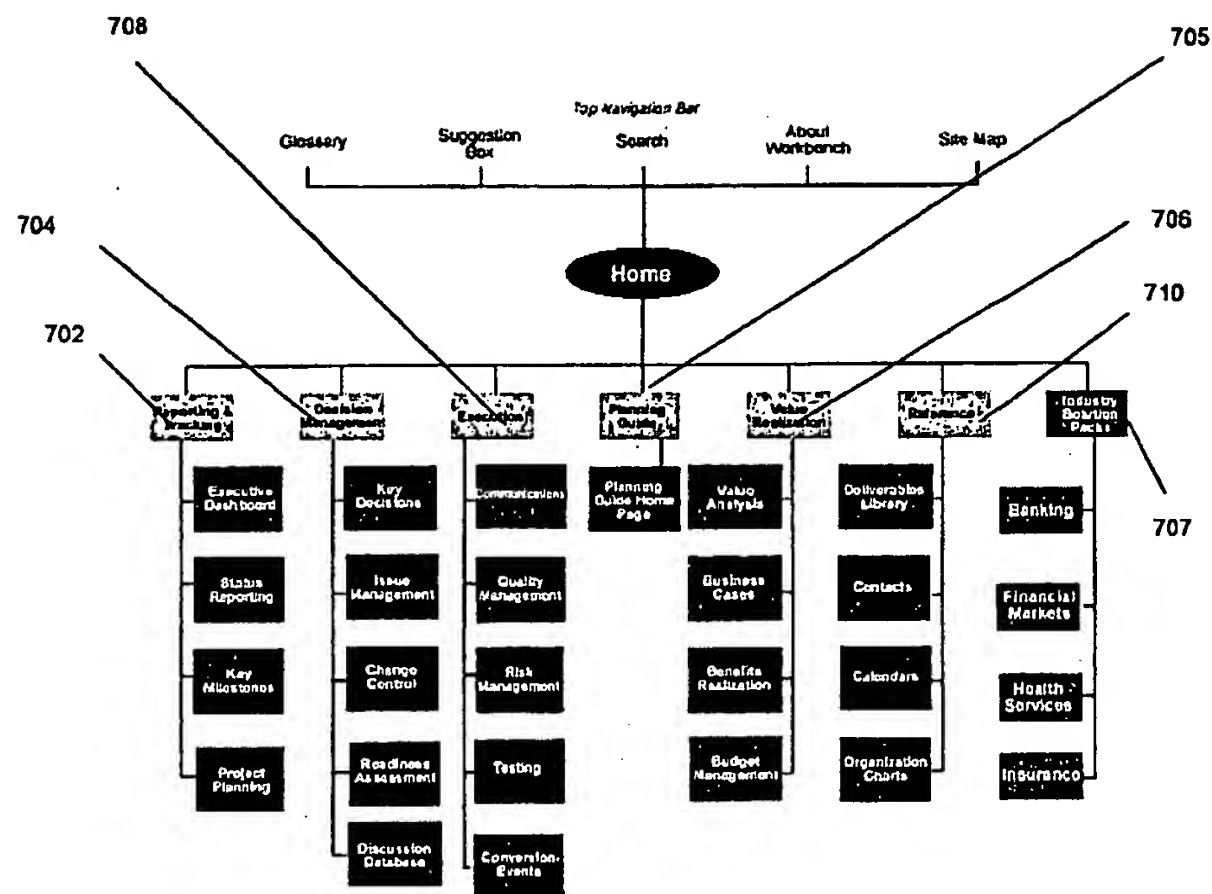 708
705
Top Navigation Bar
Glossary
Suggestion
Box
Search
About
Workbench
Site Map
704
706
Home
710
702
Reporting &
Tracking
Decision
Management
Execution
Planning
Guide
Value
Realization
Reference
Industry
Solution
Packs
707
Executive
Dashboard
Key
Decisions
Communications
Planning
Guide Home
Page
Value
Analysis
Deliverables
Library
Banking
Status
Reporting
Issue
Management
Quality
Management
Business
Cases
Contacts
Financial
Markets
Key
Milestones
Change
Control
Risk
Management
Benefits
Realization
Calendars
Health
Services
Project
Planning
Readiness
Assessment
Testing
Budget
Management
Organization
Charts
Insurance
Discussion
Database
Conversion
Events